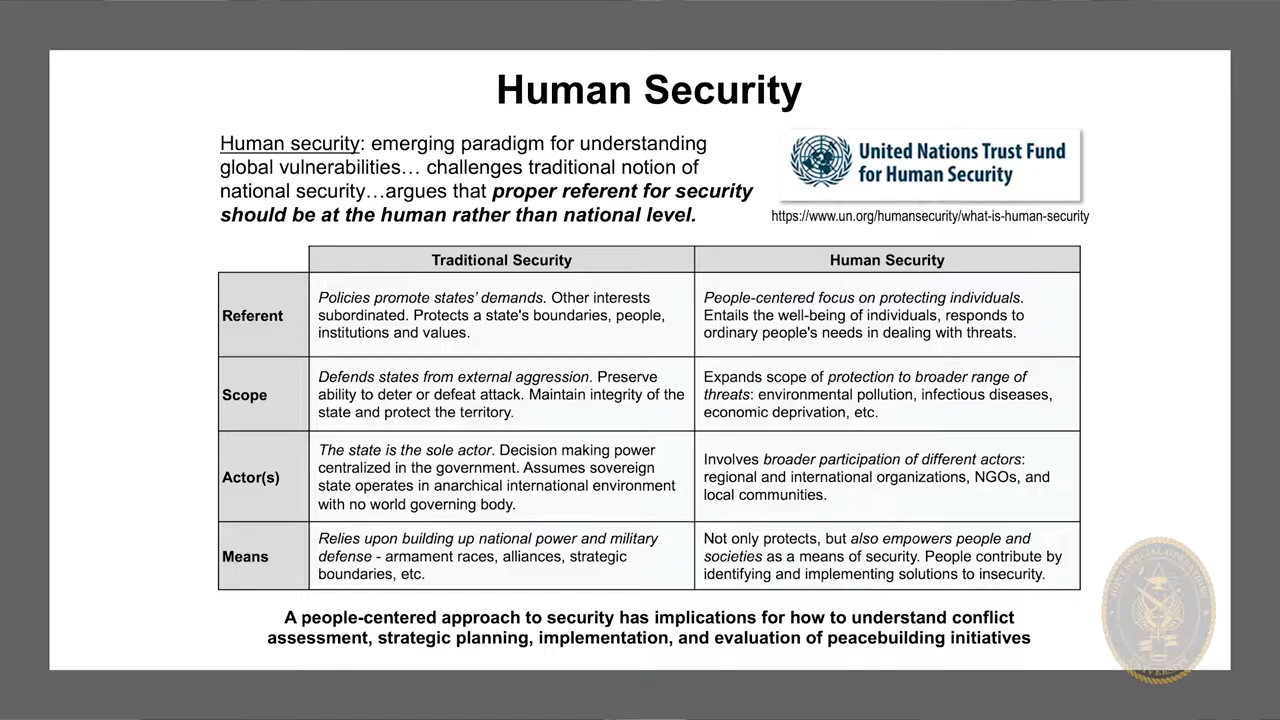 Human Security
Human security: emerging paradigm for understanding
global vulnerabilities… challenges traditional notion of
national security…argues that proper referent for security
should be at the human rather than national level.
United Nations Trust Fund
for Human Security
https://www.un.org/humansecurity/what-is-human-security
Traditional Security
Human Security
Referent
Policies promote states’ demands. Other interests
subordinated. Protects a state's boundaries, people,
institutions and values.
People-centered focus on protecting individuals.
Entails the well-being of individuals, responds to
ordinary people's needs in dealing with threats.
Scope
Defends states from external aggression. Preserve
ability to deter or defeat attack. Maintain integrity of the
state and protect the territory.
Expands scope of protection to broader range of
threats: environmental pollution, infectious diseases,
economic deprivation, etc.
Actor(s)
The state is the sole actor. Decision making power
centralized in the government. Assumes sovereign
state operates in anarchical international environment
with no world governing body.
Involves broader participation of different actors:
regional and international organizations, NGOs, and
local communities.
Means
Relies upon building up national power and military
defense - armament races, alliances, strategic
boundaries, etc.
Not only protects, but also empowers people and
societies as a means of security. People contribute by
identifying and implementing solutions to insecurity.
A people-centered approach to security has implications for how to understand conflict
assessment, strategic planning, implementation, and evaluation of peacebuilding initiatives
JOINT SPECIAL OPERATIONS
UNIVERSITY